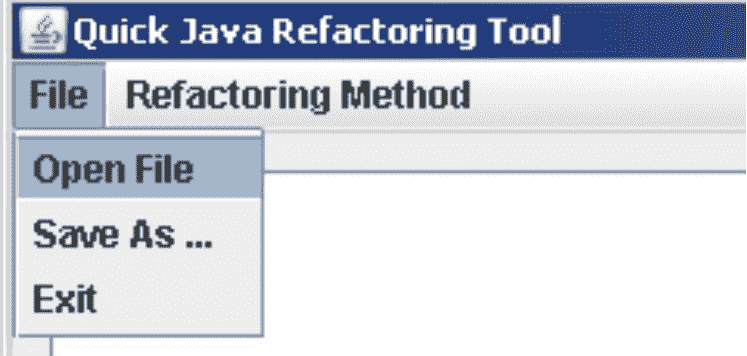 Quick Java Refactoring Tool
File Refactoring Method
Open File
Save As ...
Exit